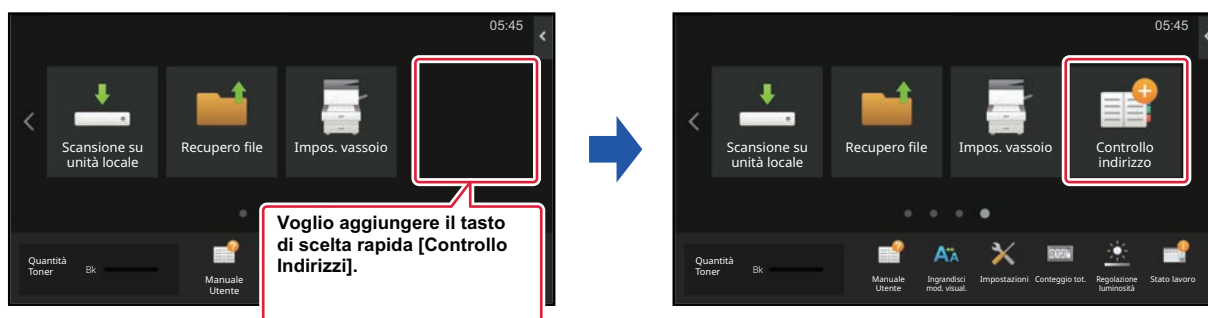 05:45
Scansione su
unità locale
Recupero file
Impos. vassoio
Voglio aggiungere il tasto
di scelta rapida [Controllo
Indirizzi].
Quantità
Toner
Bk
Manuale
Utente
05:45
Scansione su
unità locale
Recupero file
Impos. vassoio
Controllo
indirizzo
Quantità
Toner
Bk
Manuale
Utente
Ingrandisci
mod. visual.
Impostazioni
Conteggio tot.
Regolazione
luminosità
Stato lavoro